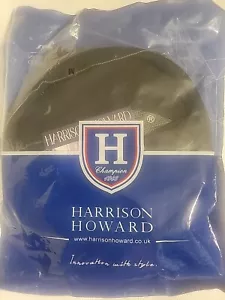 HARRISON HOWARD®
H
Champion
HARRISON
HOWARD
www.harrisonhoward.co.uk
Innovation with style.